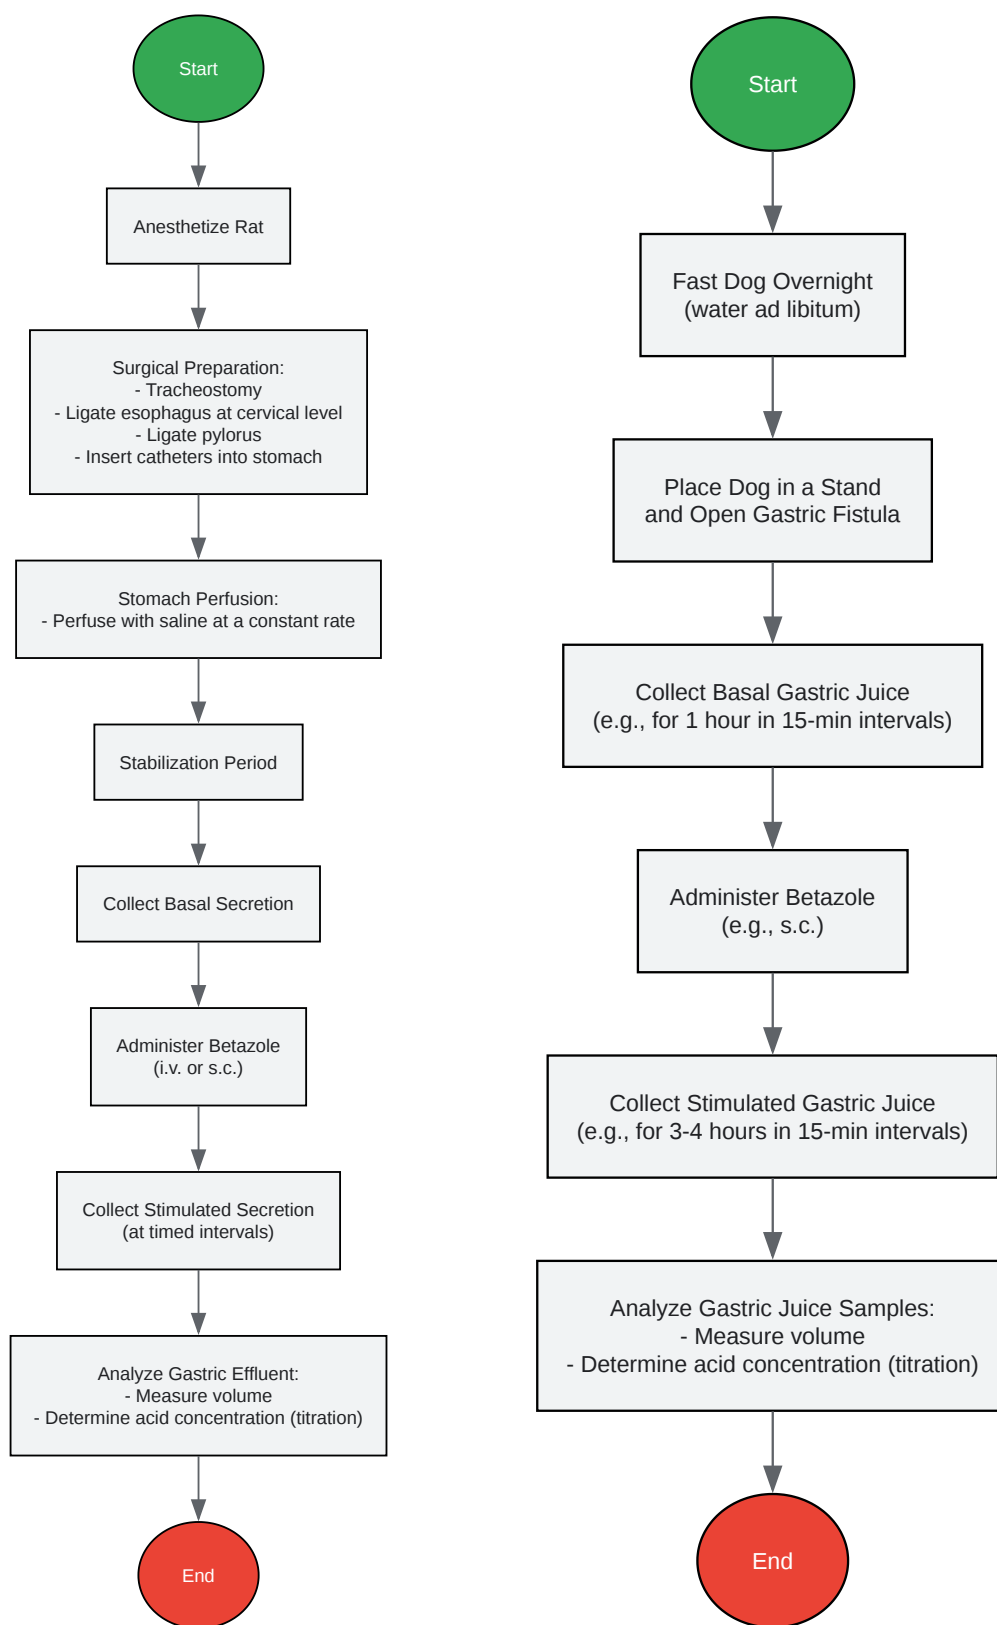 Start
Anesthetize Rat
Surgical Preparation:
- Tracheostomy
- Ligate esophagus at cervical level
- Ligate pylorus
- Insert catheters into stomach
Stomach Perfusion:
- Perfuse with saline at a constant rate
Stabilization Period
Collect Basal Secretion
Administer Betazole
(i.v. or s.c.)
Collect Stimulated Secretion
(at timed intervals)
Analyze Gastric Effluent:
- Measure volume
- Determine acid concentration (titration)
End
Start
Fast Dog Overnight
(water ad libitum)
Place Dog in a Stand
and Open Gastric Fistula
Collect Basal Gastric Juice
(e.g., for 1 hour in 15-min intervals)
Administer Betazole
(e.g., s.c.)
Collect Stimulated Gastric Juice
(e.g., for 3-4 hours in 15-min intervals)
Analyze Gastric Juice Samples:
- Measure volume
- Determine acid concentration (titration)
End